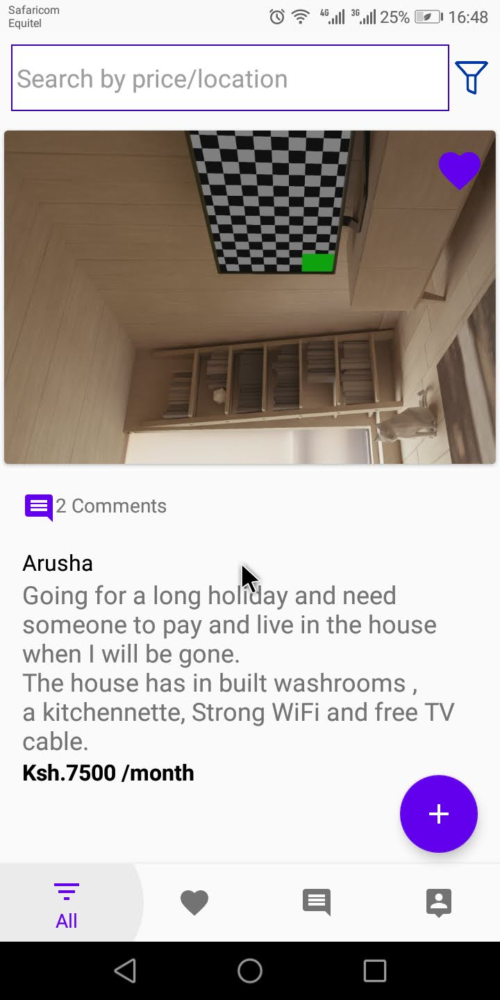 Safaricom
Equitel
4G 3G 25% 16:48
Search by price/location
2 Comments
Arusha
Going for a long holiday and need
someone to pay and live in the house
when I will be gone.
The house has in built washrooms ,
a kitchennette, Strong WiFi and free TV
cable.
Ksh.7500 /month
All